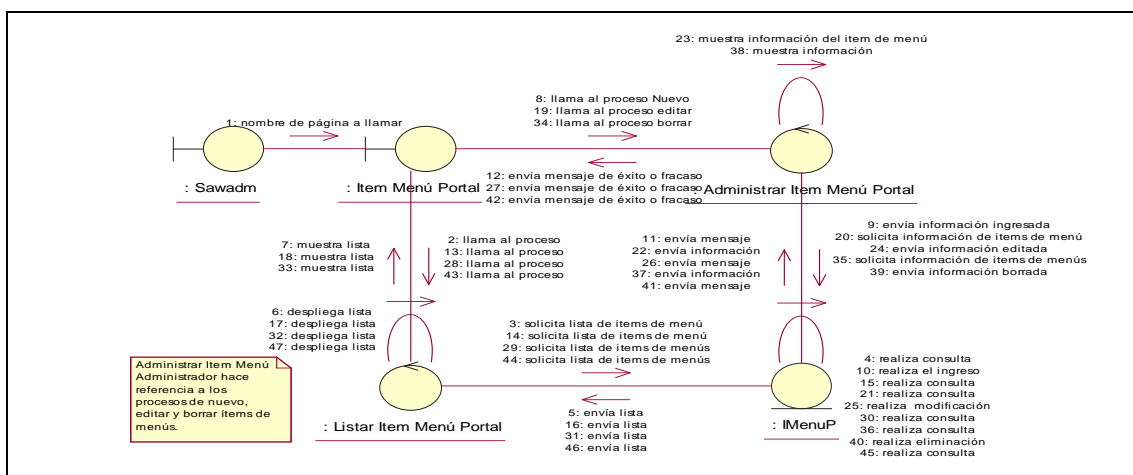 23: muestra información del item de menú
38: muestra información
8: llama al proceso Nuevo
19: llama al proceso editar
34: llama al proceso borrar
1: nombre de página a llamar
: Sawadm
: Item Menú Portal
12: envía mensaje de éxito o fracaso
27: envía mensaje de éxito o fracaso
42: envía mensaje de éxito o fracaso
: Administrar Item Menú Portal
7: muestra lista
18: muestra lista
33: muestra lista
2: llama al proceso
13: llama al proceso
28: llama al proceso
43: llama al proceso
11: envía mensaje
22: envía información
26: envía mensaje
37: envía información
41: envía mensaje
9: envía información ingresada
20: solicita información de items de menú
24: envía información editada
35: solicita información de items de menús
39: envía información borrada
6: despliega lista
17: despliega lista
32: despliega lista
47: despliega lista
3: solicita lista de items de menú
14: solicita lista de items de menú
29: solicita lista de items de menús
44: solicita lista de items de menús
Administrar Item Menú
Administrador hace
referencia a los
procesos de nuevo,
editar y borrar ítems de
menús.
: Listar Item Menú Portal
5: envía lista
16: envía lista
31: envía lista
46: envía lista
: IMenuP
4: realiza consulta
10: realiza el ingreso
15: realiza consulta
21: realiza consulta
25: realiza modificación
30: realiza consulta
36: realiza consulta
40: realiza eliminación
45: realiza consulta